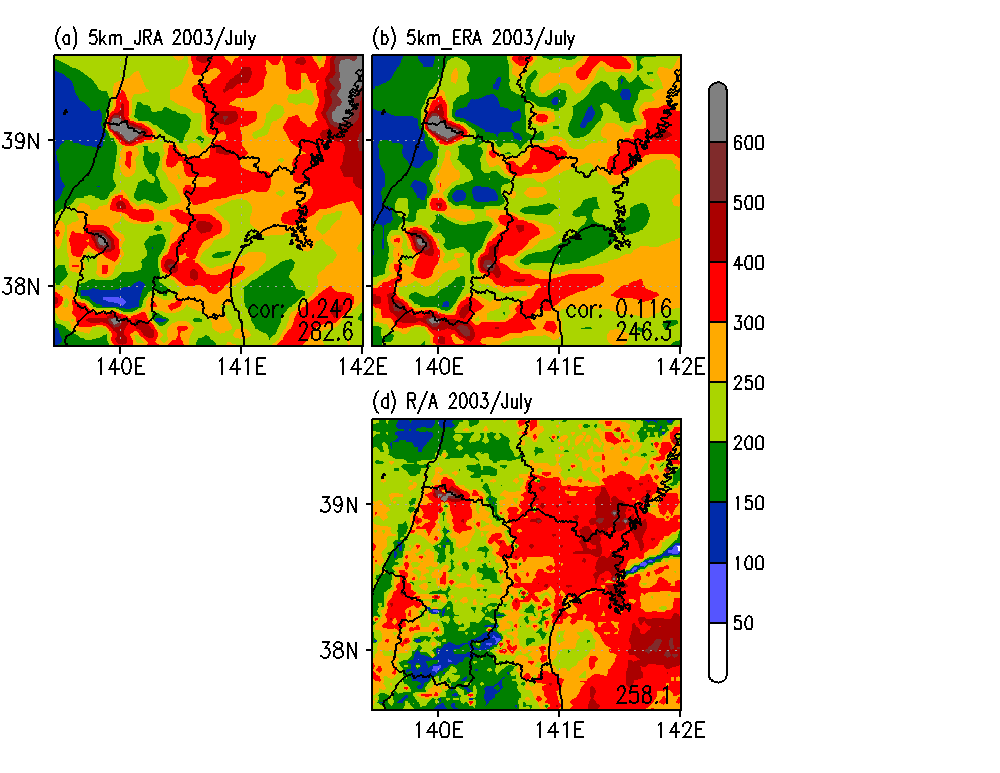 (a) 5km_JRA 2003/July
(b) 5km_ERA 2003/July
39N
38N
cor: 0.242
282.6
cor: 0.116
246.3
140E 141E 142E
140E 141E 142E
600
500
400
300
250
200
150
100
50
(d) R/A 2003/July
39N
38N
258.1
140E 141E 142E